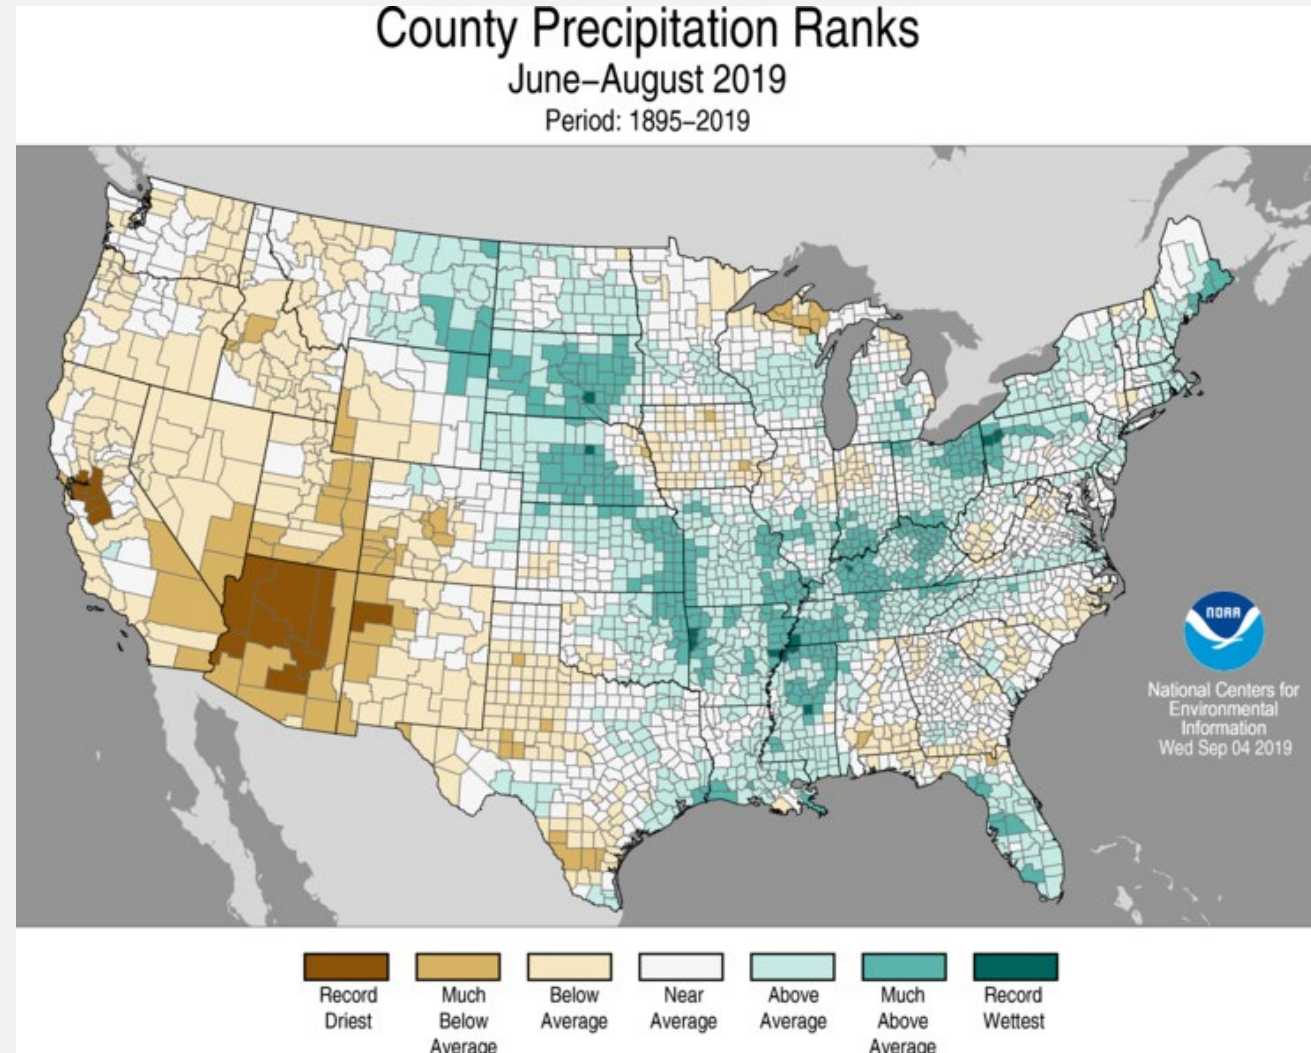 County Precipitation Ranks
June–August 2019
Period: 1895–2019
NOAA
National Centers for
Environmental
Information
Wed Sep 04 2019
Record
Driest
Much
Below
Average
Below
Average
Near
Average
Above
Average
Much
Above
Average
Record
Wettest